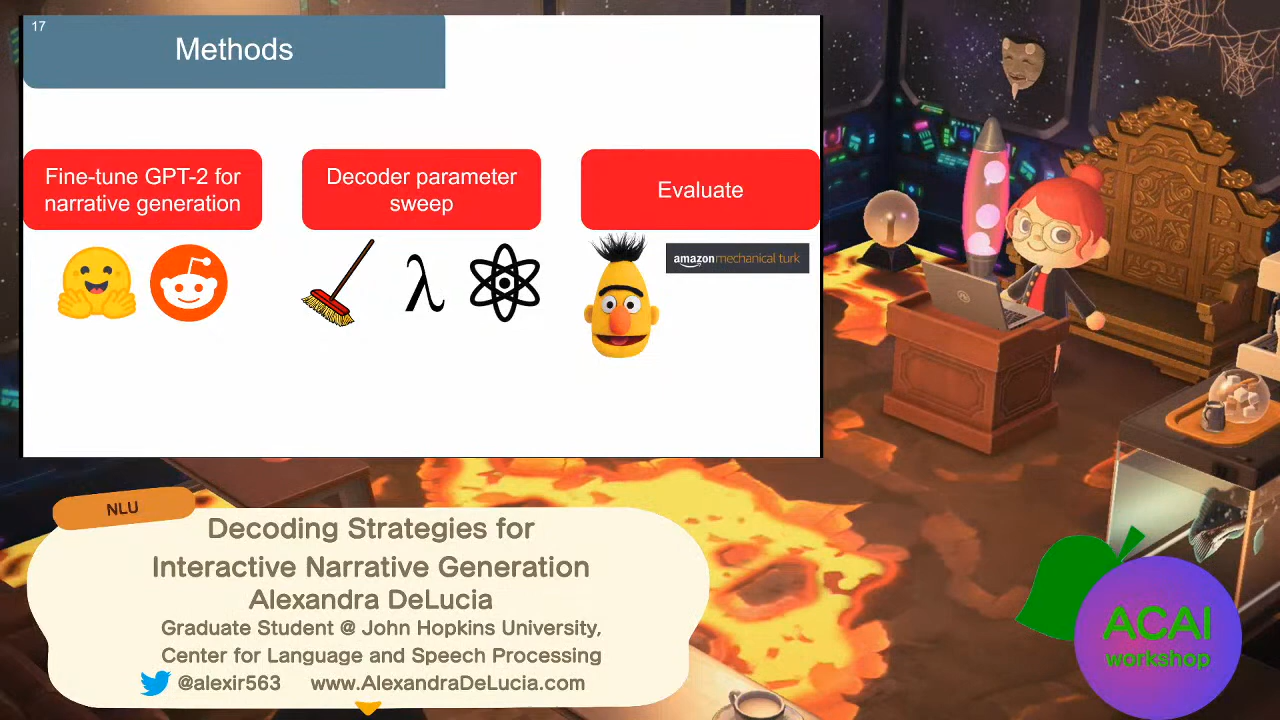 17
Methods
Fine-tune GPT-2 for
narrative generation
Decoder parameter
sweep
Evaluate
λ
amazonmechanical turk
NLU
Decoding Strategies for
Interactive Narrative Generation
Alexandra DeLucia
Graduate Student @ John Hopkins University,
Center for Language and Speech Processing
@alexir563 www.AlexandraDeLucia.com
ACAI
workshop